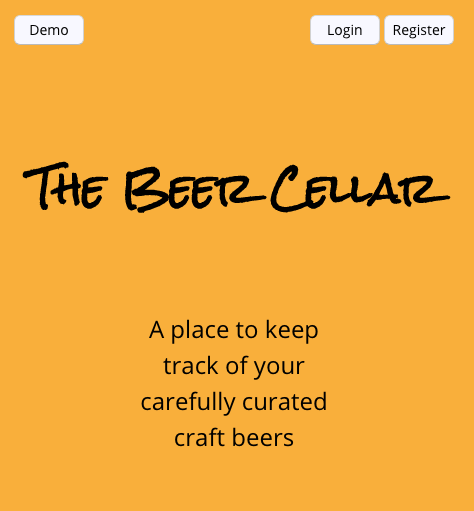 Demo
Login
Register
The Beer Cellar
A place to keep
track of your
carefully curated
craft beers